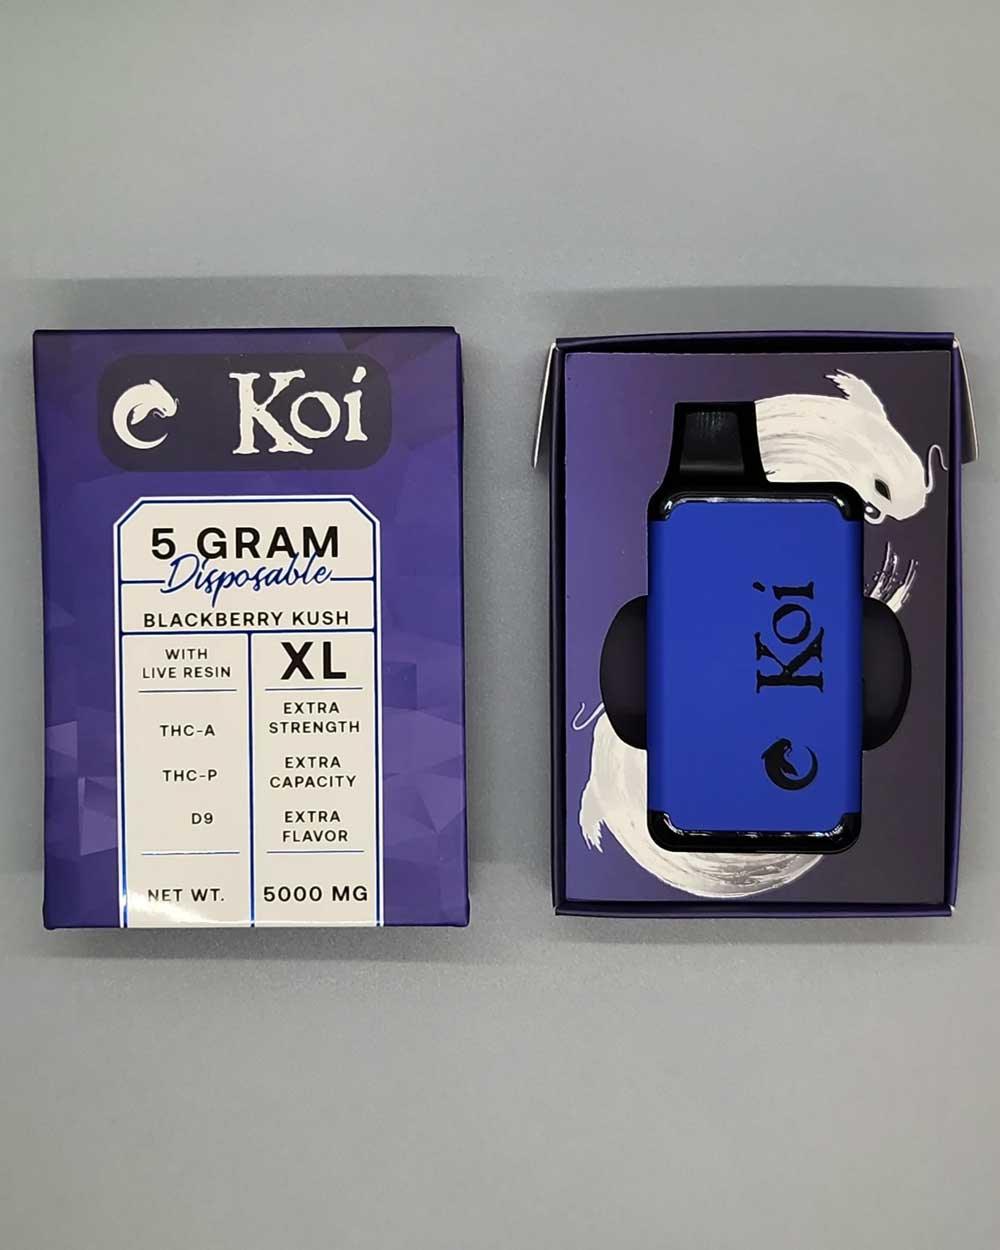 Koi
5 GRAM
Disposable
BLACKBERRY KUSH
WITH
LIVE RESIN
THC-A
THC-P
D9
NET WT.
XL
EXTRA
STRENGTH
EXTRA
CAPACITY
EXTRA
FLAVOR
5000 MG
Koi